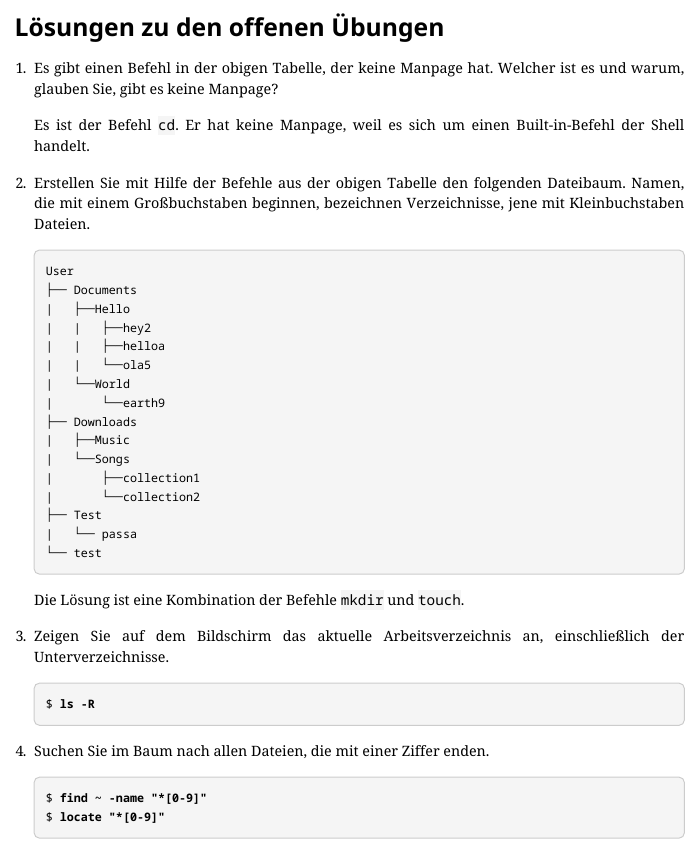 Lösungen zu den offenen Übungen
1. Es gibt einen Befehl in der obigen Tabelle, der keine Manpage hat. Welcher ist es und warum,
glauben Sie, gibt es keine Manpage?
Es ist der Befehl cd. Er hat keine Manpage, weil es sich um einen Built-in-Befehl der Shell
handelt.
2. Erstellen Sie mit Hilfe der Befehle aus der obigen Tabelle den folgenden Dateibaum. Namen,
die mit einem Großbuchstaben beginnen, bezeichnen Verzeichnisse, jene mit Kleinbuchstaben
Dateien.
User
├── Documents
|   ├──Hello
|   |   ├──hey2
|   |   ├──helloa
|   |   └──ola5
|   └──World
|       └──earth9
├── Downloads
|   ├──Music
|   └──Songs
|       ├──collection1
|       └──collection2
├── Test
|   └── passa
└── test
Die Lösung ist eine Kombination der Befehle mkdir und touch.
3. Zeigen Sie auf dem Bildschirm das aktuelle Arbeitsverzeichnis an, einschließlich der
Unterverzeichnisse.
$ ls -R
4. Suchen Sie im Baum nach allen Dateien, die mit einer Ziffer enden.
$ find ~ -name "*[0-9]"
$ locate "*[0-9]"